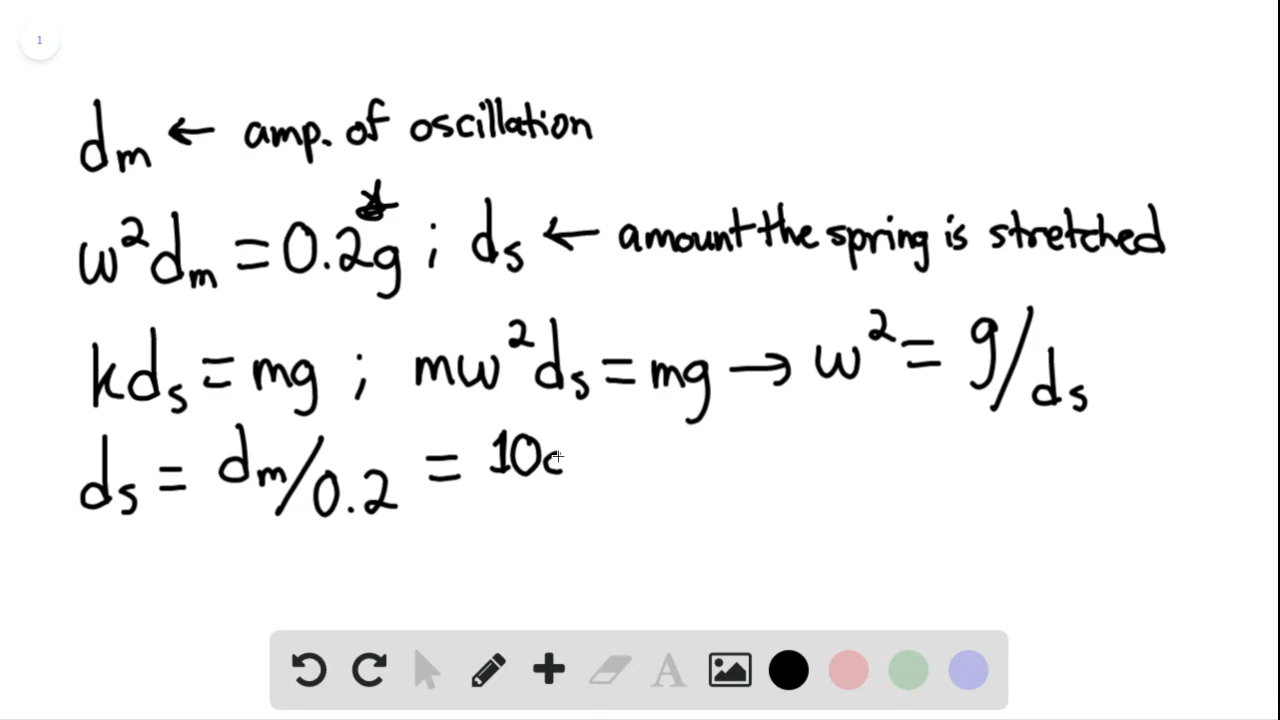 1
dm ← amp. of oscillation
w²dm = 0.2g ; ds ← amount the spring is stretched
kds = mg ; mw²ds = mg → w² = g/ds
ds = dm/0.2 = 10c
A